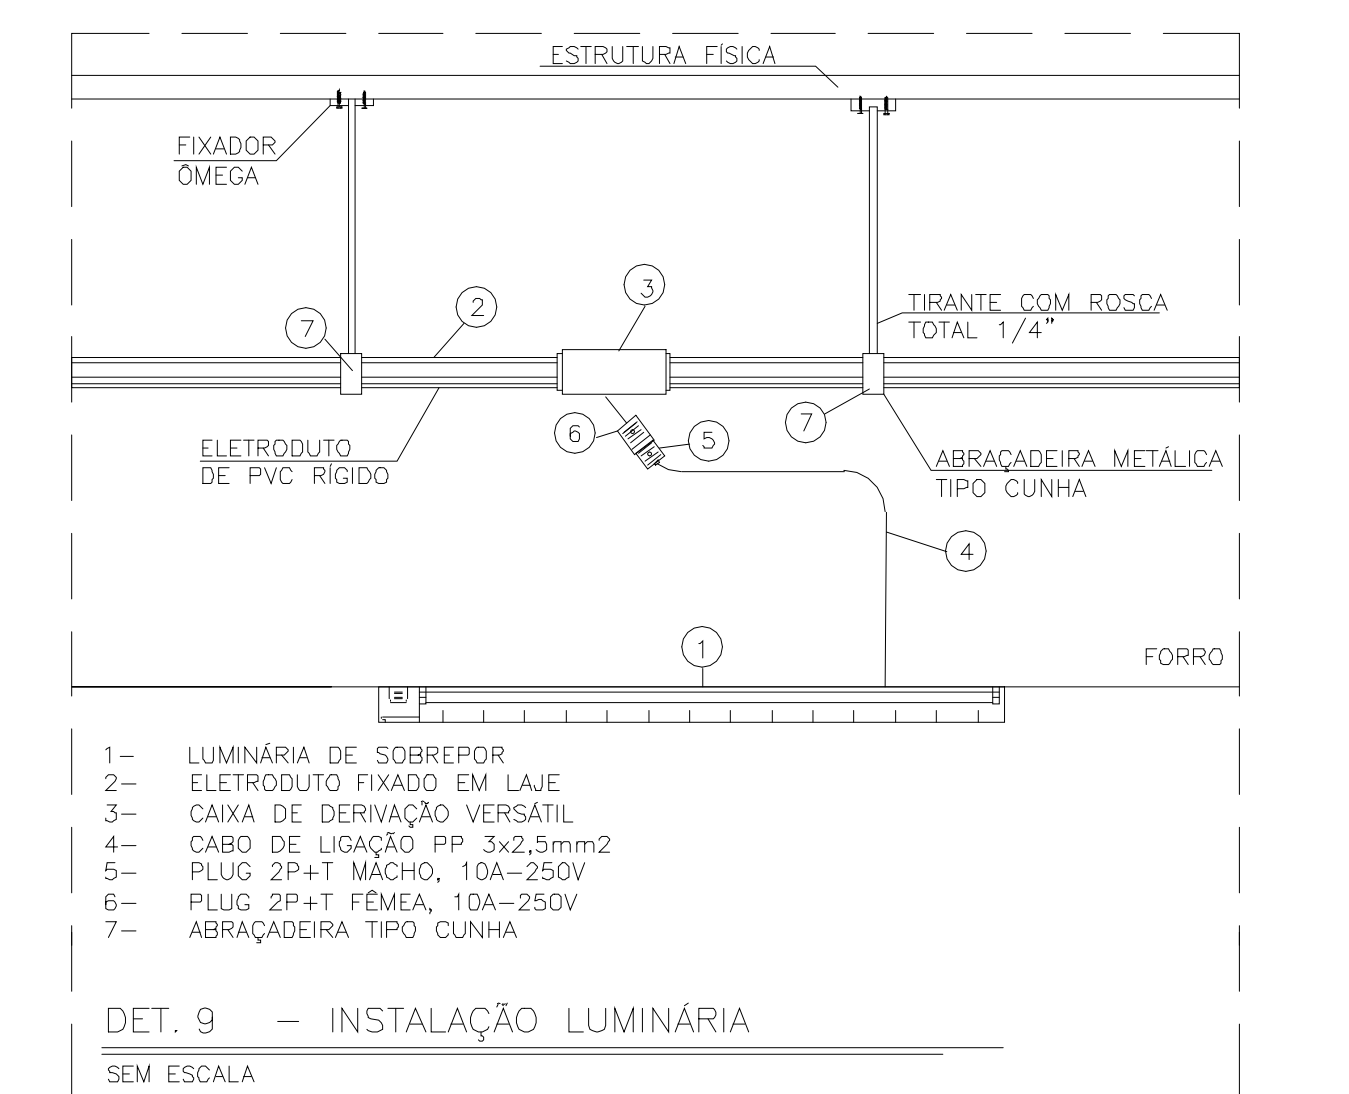 ESTRUTURA FÍSICA
FIXADOR
ÔMEGA
3
2
7
TIRANTE COM ROSCA
TOTAL 1/4"
7
6
5
ELETRODUTO
DE PVC RÍGIDO
ABRAÇADEIRA METÁLICA
TIPO CUNHA
4
1
FORRO
1- LUMINÁRIA DE SOBREPOR
2- ELETRODUTO FIXADO EM LAJE
3- CAIXA DE DERIVAÇÃO VERSÁTIL
4- CABO DE LIGAÇÃO PP 3x2,5mm2
5- PLUG 2P+T MACHO, 10A-250V
6- PLUG 2P+T FÊMEA, 10A-250V
7- ABRAÇADEIRA TIPO CUNHA
DET. 9 - INSTALAÇÃO LUMINÁRIA
SEM ESCALA